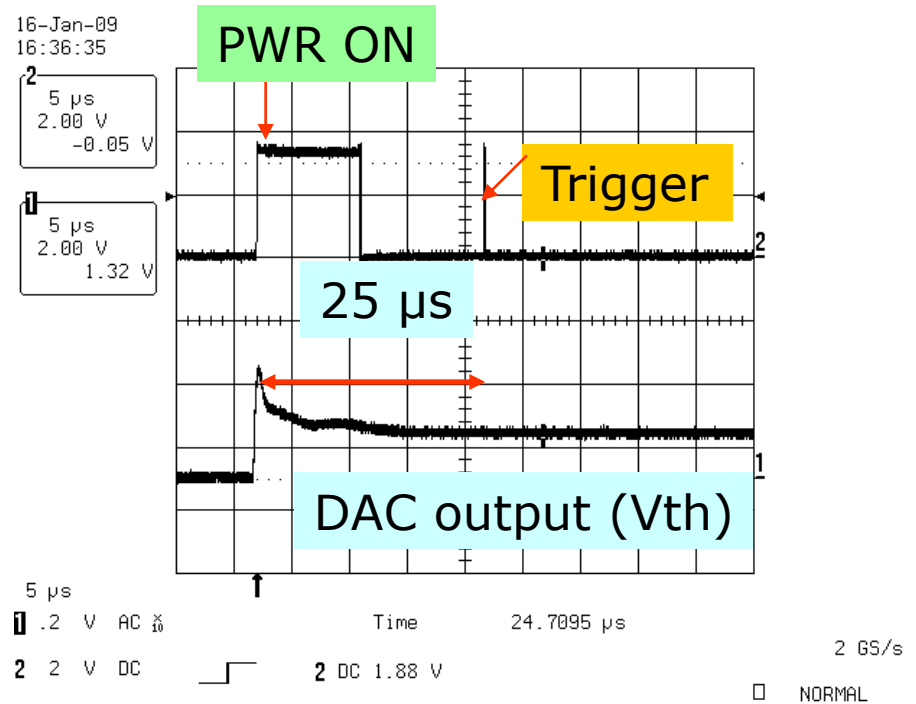 16-Jan-09
16:36:35
PWR ON
2
5 µs
2.00 V
-0.05 V
Trigger
1
5 µs
2.00 V
1.32 V
2
25 µs
1
DAC output (Vth)
5 µs
1 .2 V AC X10
Time 24.7095 µs
2 GS/s
2 2 V DC
2 DC 1.88 V
NORMAL